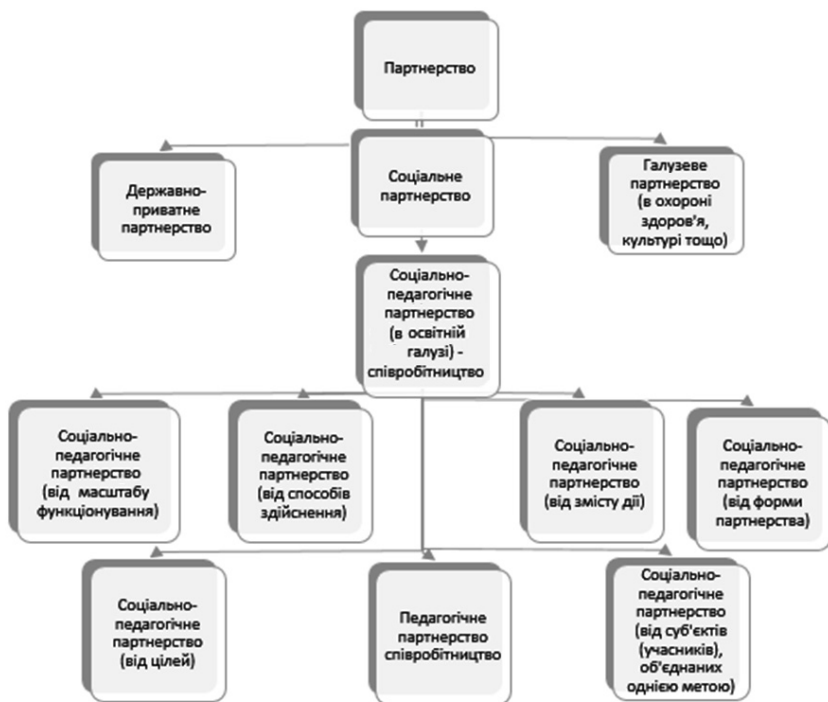 Партнерство
Державно-
приватне
партнерство
Соціальне
партнерство
Галузеве
партнерство
(в охороні
здоров'я,
культурі тощо)
Соціально-
педагогічне
партнерство
(в освітній
галузі) -
співробітництво
Соціально-
педагогічне
партнерство
(від масштабу
функціонування)
Соціально-
педагогічне
партнерство
(від способів
здійснення)
Соціально-
педагогічне
партнерство
(від змісту дії)
Соціально-
педагогічне
партнерство
(від форми
партнерства)
Соціально-
педагогічне
партнерство
(від цілей)
Педагогічне
партнерство
співробітництво
Соціально-
педагогічне
партнерство
(від суб'єктів
(учасників),
об'єднаних
однією метою)